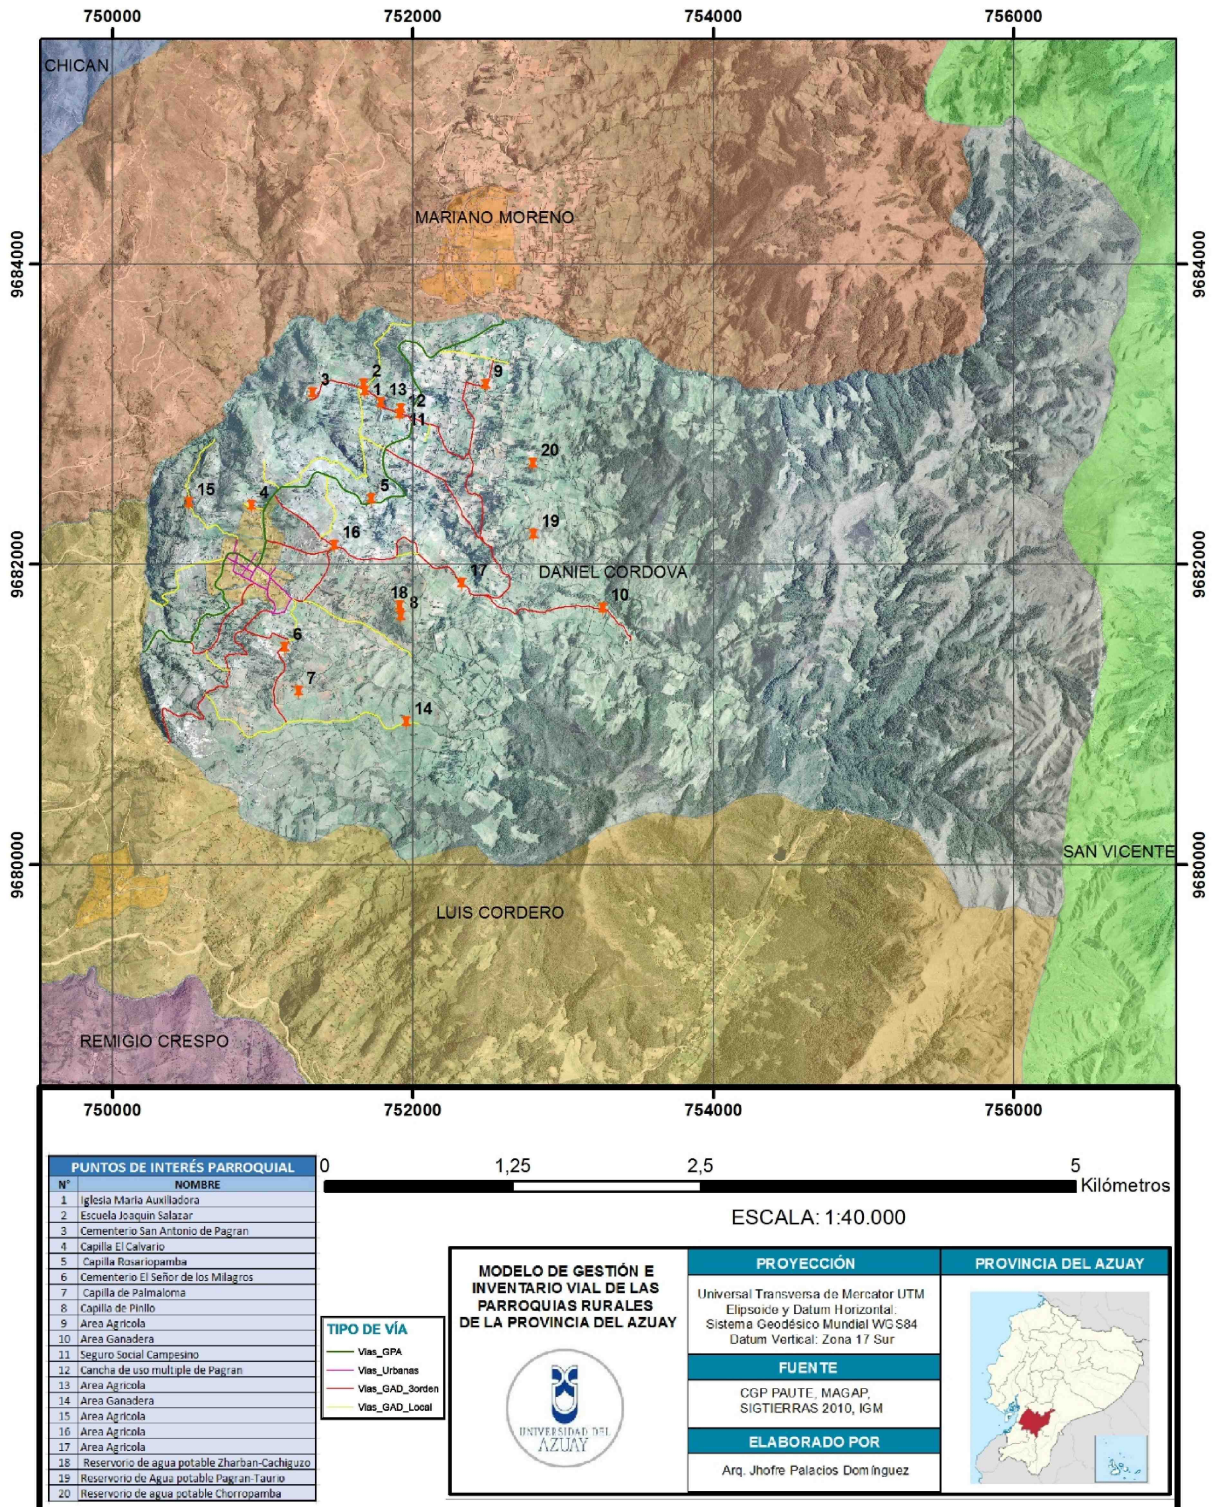 750000 752000 754000 756000
CHICAN
MARIANO MORENO
9684000 9684000
3 2 1 13 12 11 9
20
15 4 5
19
16
9682000 9682000
DANIEL CORDOVA
17
18
8
10
6
7
14
9680000 9680000
SAN VICENTE
LUIS CORDERO
REMIGIO CRESPO
750000 752000 754000 756000
PUNTOS DE INTERÉS PARROQUIAL
N° NOMBRE
1 Iglesia Maria Auxiliadora
2 Escuela Joaquin Salazar
3 Cementerio San Antonio de Pagran
4 Capilla El Calvario
5 Capilla Rosariopamba
6 Cementerio El Señor de los Milagros
7 Capilla de Palmaloma
8 Capilla de Pinllo
9 Area Agricola
10 Area Ganadera
11 Seguro Social Campesino
12 Cancha de uso multiple de Pagran
13 Area Agricola
14 Area Ganadera
15 Area Agricola
16 Area Agricola
17 Area Agricola
18 Reservorio de agua potable Zharban-Cachiguzo
19 Reservorio de Agua potable Pagran-Taurio
20 Reservorio de agua potable Chorropamba
0 1,25 2,5 5
Kilómetros
ESCALA: 1:40.000
TIPO DE VÍA
Vias_GPA
Vias_Urbanas
Vias_GAD_3orden
Vias_GAD_Local
MODELO DE GESTIÓN E
INVENTARIO VIAL DE LAS
PARROQUIAS RURALES
DE LA PROVINCIA DEL AZUAY
UNIVERSIDAD DEL
AZUAY
PROYECCIÓN
Universal Transversa de Mercator UTM
Elipsoide y Datum Horizontal:
Sistema Geodésico Mundial WGS84
Datum Vertical: Zona 17 Sur
FUENTE
CGP PAUTE, MAGAP,
SIGTIERRAS 2010, IGM
ELABORADO POR
Arq. Jhofre Palacios Domínguez
PROVINCIA DEL AZUAY